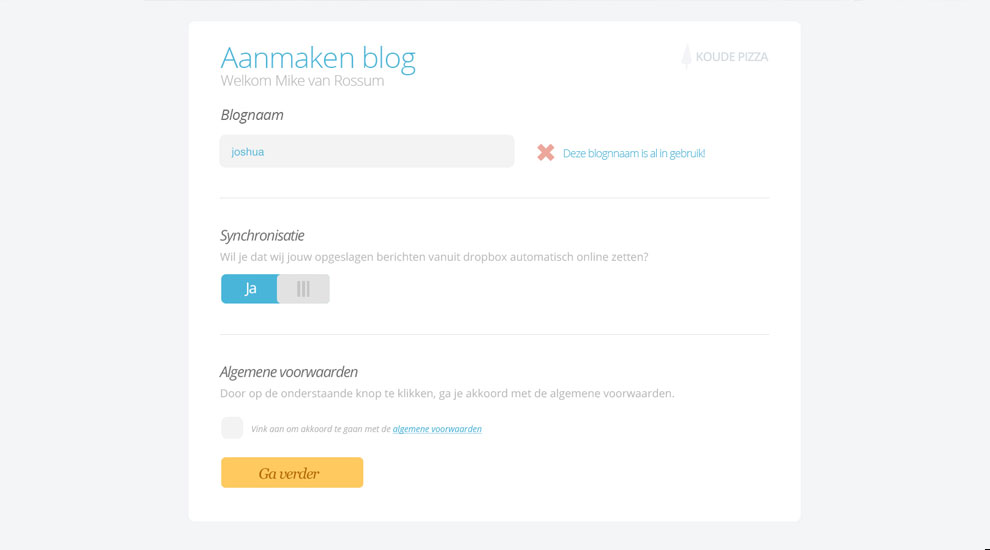 Aanmaken blog
KOUDE PIZZA
Welkom Mike van Rossum
Blognaam
joshua
Deze blognnaam is al in gebruik!
Synchronisatie
Wil je dat wij jouw opgeslagen berichten vanuit dropbox automatisch online zetten?
Ja
Algemene voorwaarden
Door op de onderstaande knop te klikken, ga je akkoord met de algemene voorwaarden.
Vink aan om akkoord te gaan met de algemene voorwaarden
Ga verder